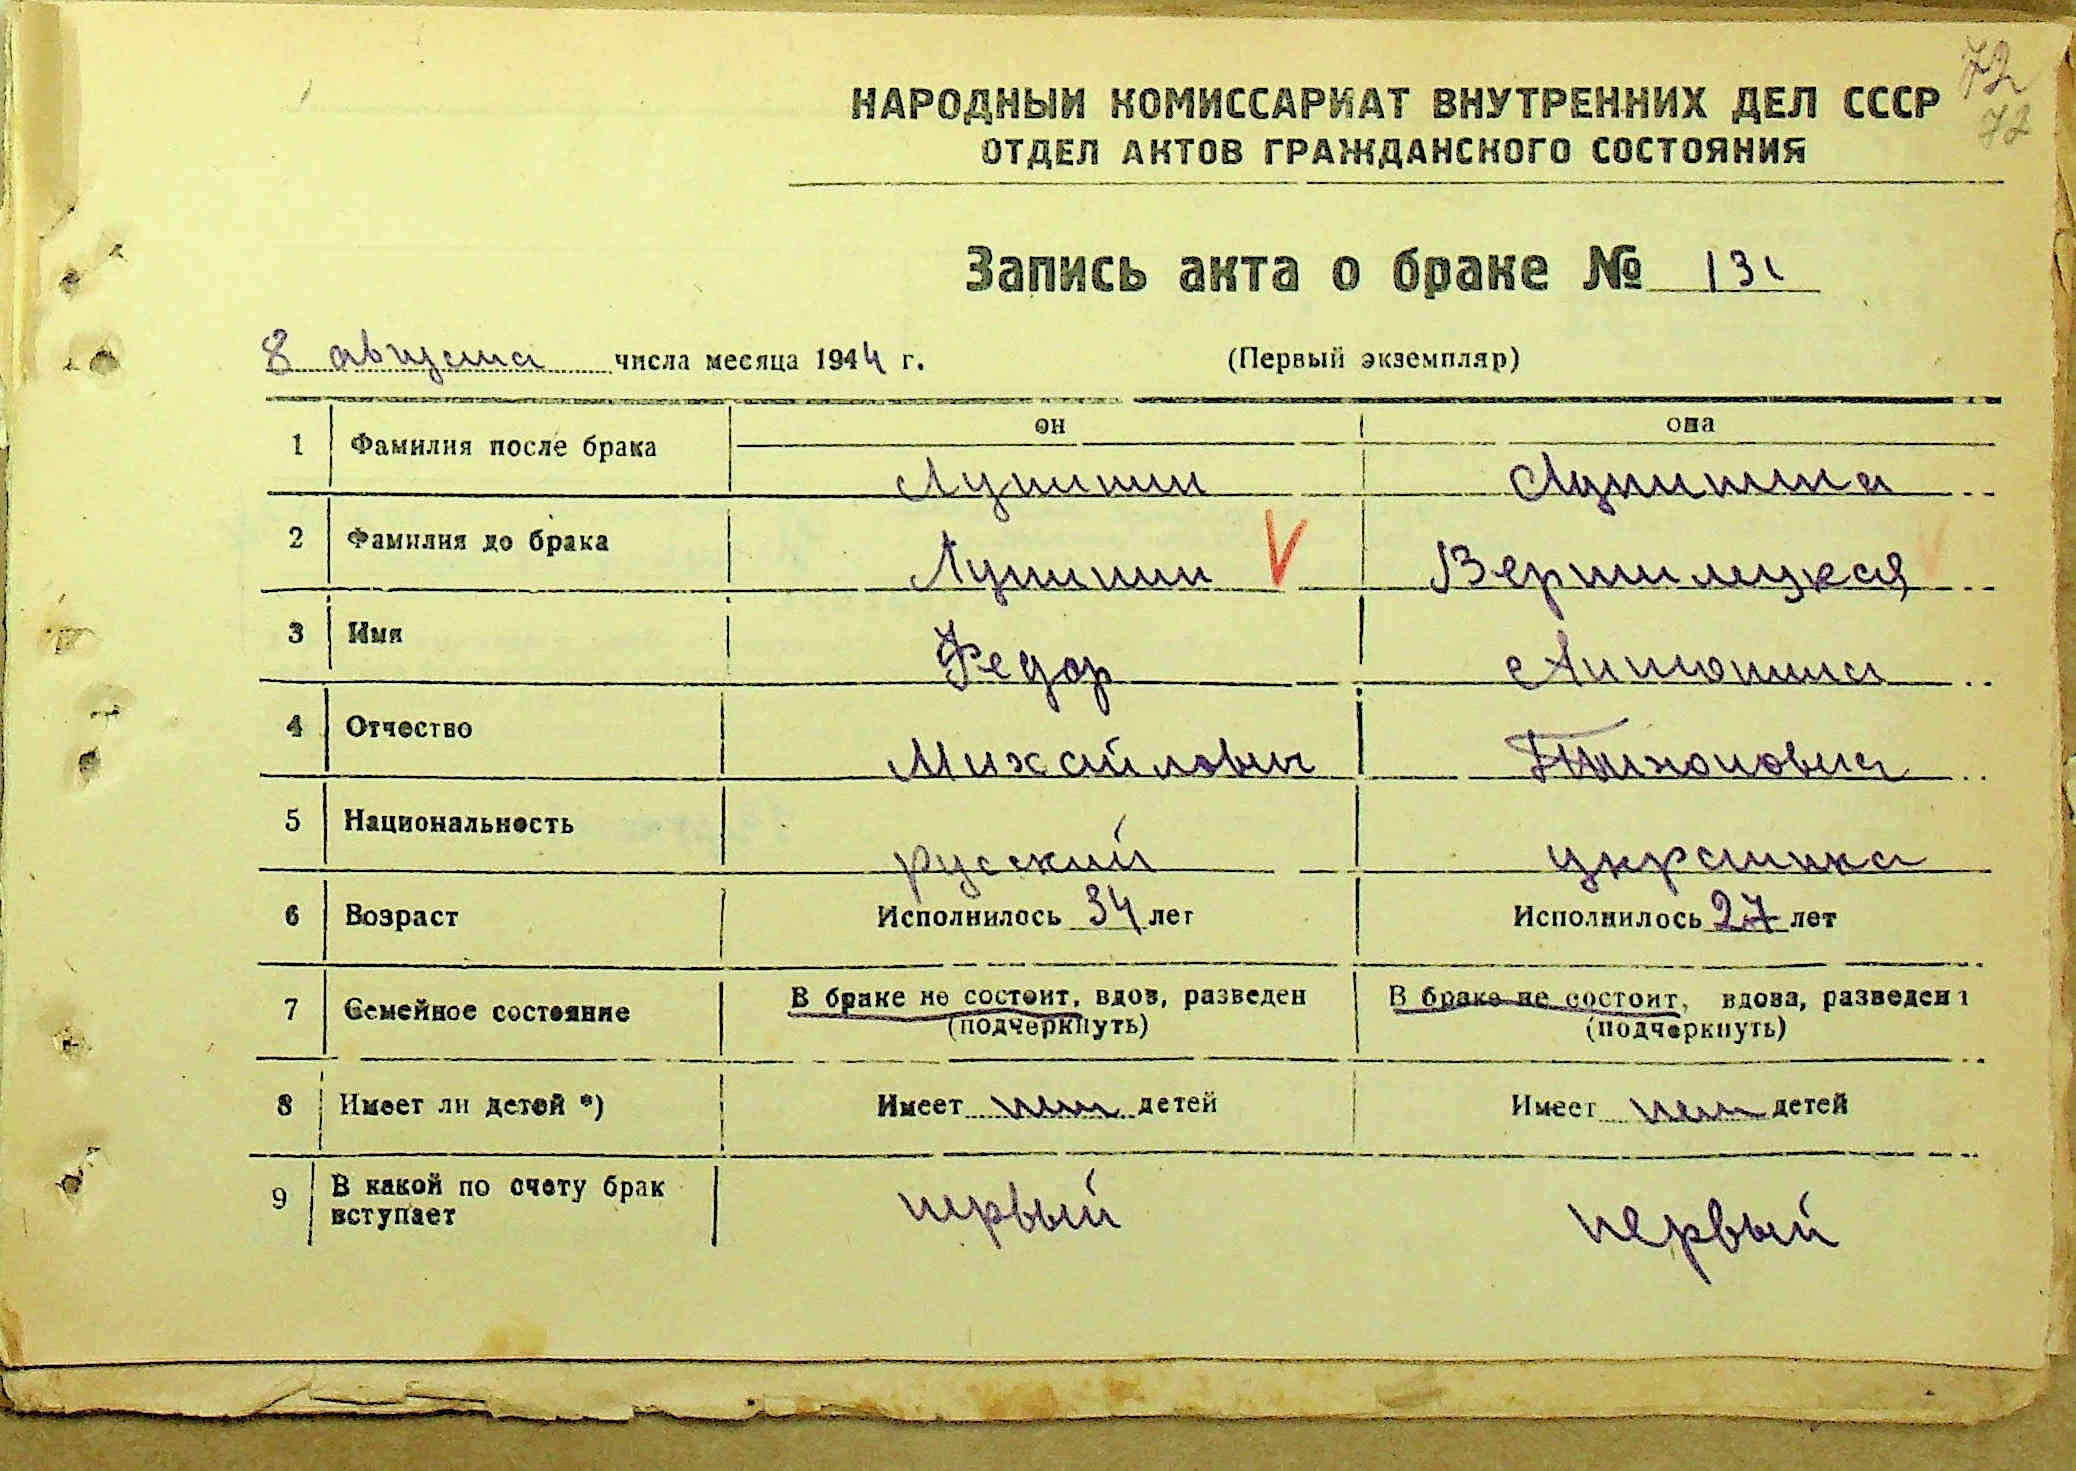 72
72
НАРОДНЫЙ КОМИССАРИАТ ВНУТРЕННИХ ДЕЛ СССР
ОТДЕЛ АКТОВ ГРАЖДАНСКОГО СОСТОЯНИЯ
Запись акта о браке № 131
8 августа числа месяца 1944 г. (Первый экземпляр)
он она
1 Фамилия после брака
2 Фамилия до брака V
3 Имя Федор Антонина
4 Отчество Михайлович Тихоновна
5 Национальность русский украинка
6 Возраст Исполнилось 34 лет Исполнилось 27 лет
7 Семейное состояние В браке не состоит, вдов, разведен В браке не состоит, вдова, разведена
(подчеркнуть) (подчеркнуть)
8 Имеет ли детей *) Имеет нет детей Имеет нет детей
9 В какой по счету брак вступает первый первый